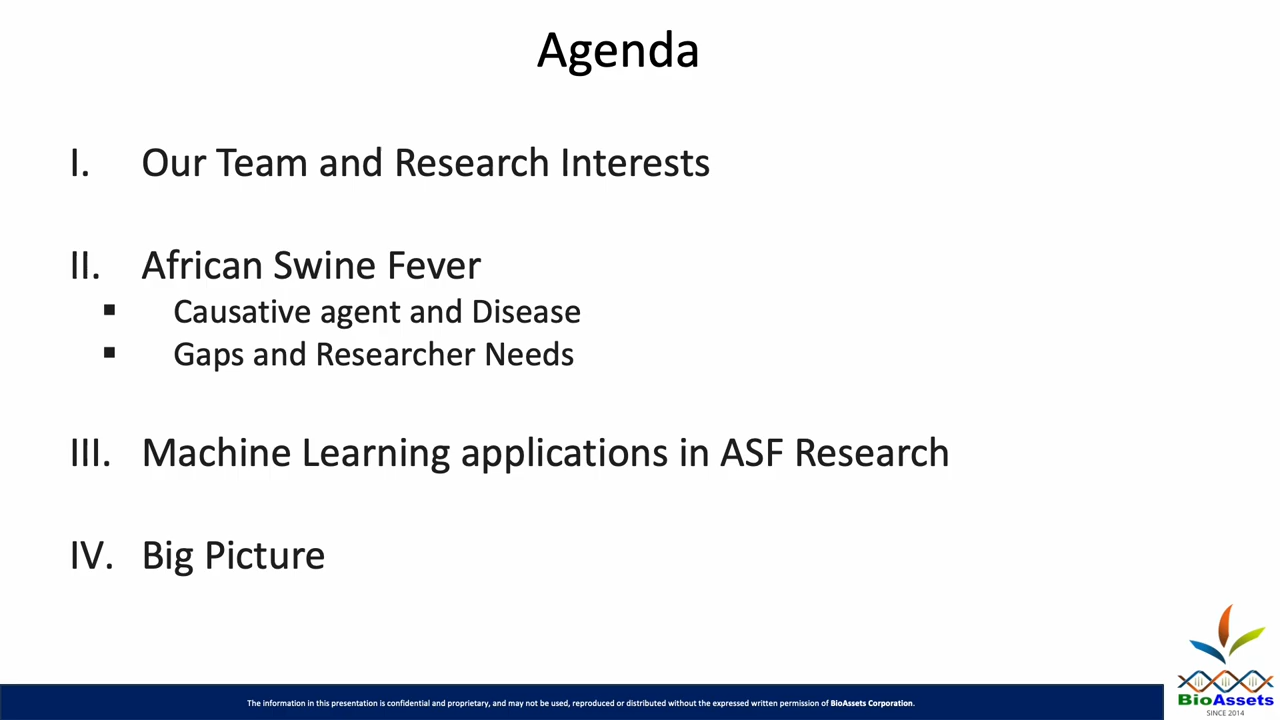 Agenda
I. Our Team and Research Interests
II. African Swine Fever
▪ Causative agent and Disease
▪ Gaps and Researcher Needs
III. Machine Learning applications in ASF Research
IV. Big Picture
The information in this presentation is confidential and proprietary, and may not be used, reproduced or distributed without the expressed written permission of BioAssets Corporation.
BioAssets
SINCE 2014